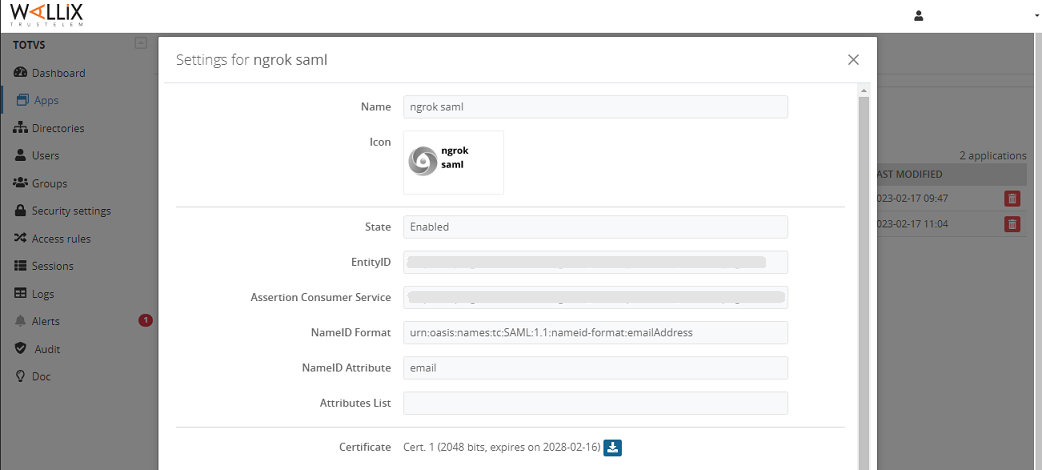 WALLIX
TRUSTELEM
TOTVS
Dashboard
Apps
Directories
Users
Groups
Security settings
Access rules
Sessions
Logs
Alerts
1
Audit
Doc
Settings for ngrok saml
Name
ngrok saml
Icon
ngrok
saml
State
Enabled
EntityID
Assertion Consumer Service
NameID Format
urn:oasis:names:tc:SAML:1.1:nameid-format:emailAddress
NameID Attribute
email
Attributes List
Certificate
Cert. 1 (2048 bits, expires on 2028-02-16)
2 applications
AST MODIFIED
023-02-17 09:47
023-02-17 11:04